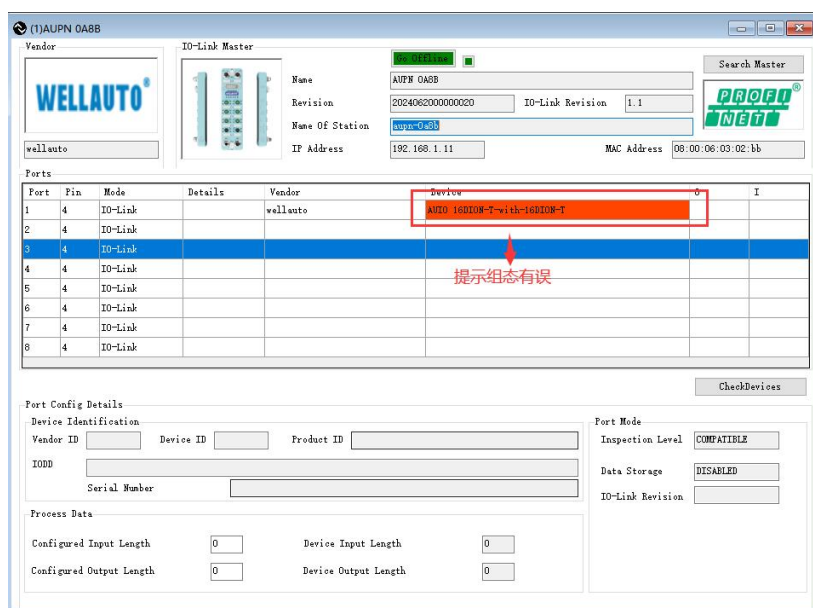 (1)AUPN 0A8B
Vendor
IO-Link Master
Go Offline
Search Master
WELLAUTO®
Name
AUPN 0A8B
Revision
2024062000000020
IO-Link Revision
1.1
PROFI®
NET
Name Of Station
aupn-0a8b
wellauto
IP Address
192.168.1.11
MAC Address
08:00:06:03:02:bb
Ports
Port Pin Mode Details Vendor Device O I
1 4 IO-Link wellauto AUIO 16DION-T-with-16DION-T
2 4 IO-Link
3 4 IO-Link
4 4 IO-Link
提示组态有误
5 4 IO-Link
6 4 IO-Link
7 4 IO-Link
8 4 IO-Link
CheckDevices
Port Config Details
Device Identification
Port Mode
Vendor ID
Device ID
Product ID
Inspection Level
COMPATIBLE
IODD
Data Storage
DISABLED
Serial Number
IO-Link Revision
Process Data
Configured Input Length
0
Device Input Length
0
Configured Output Length
0
Device Output Length
0